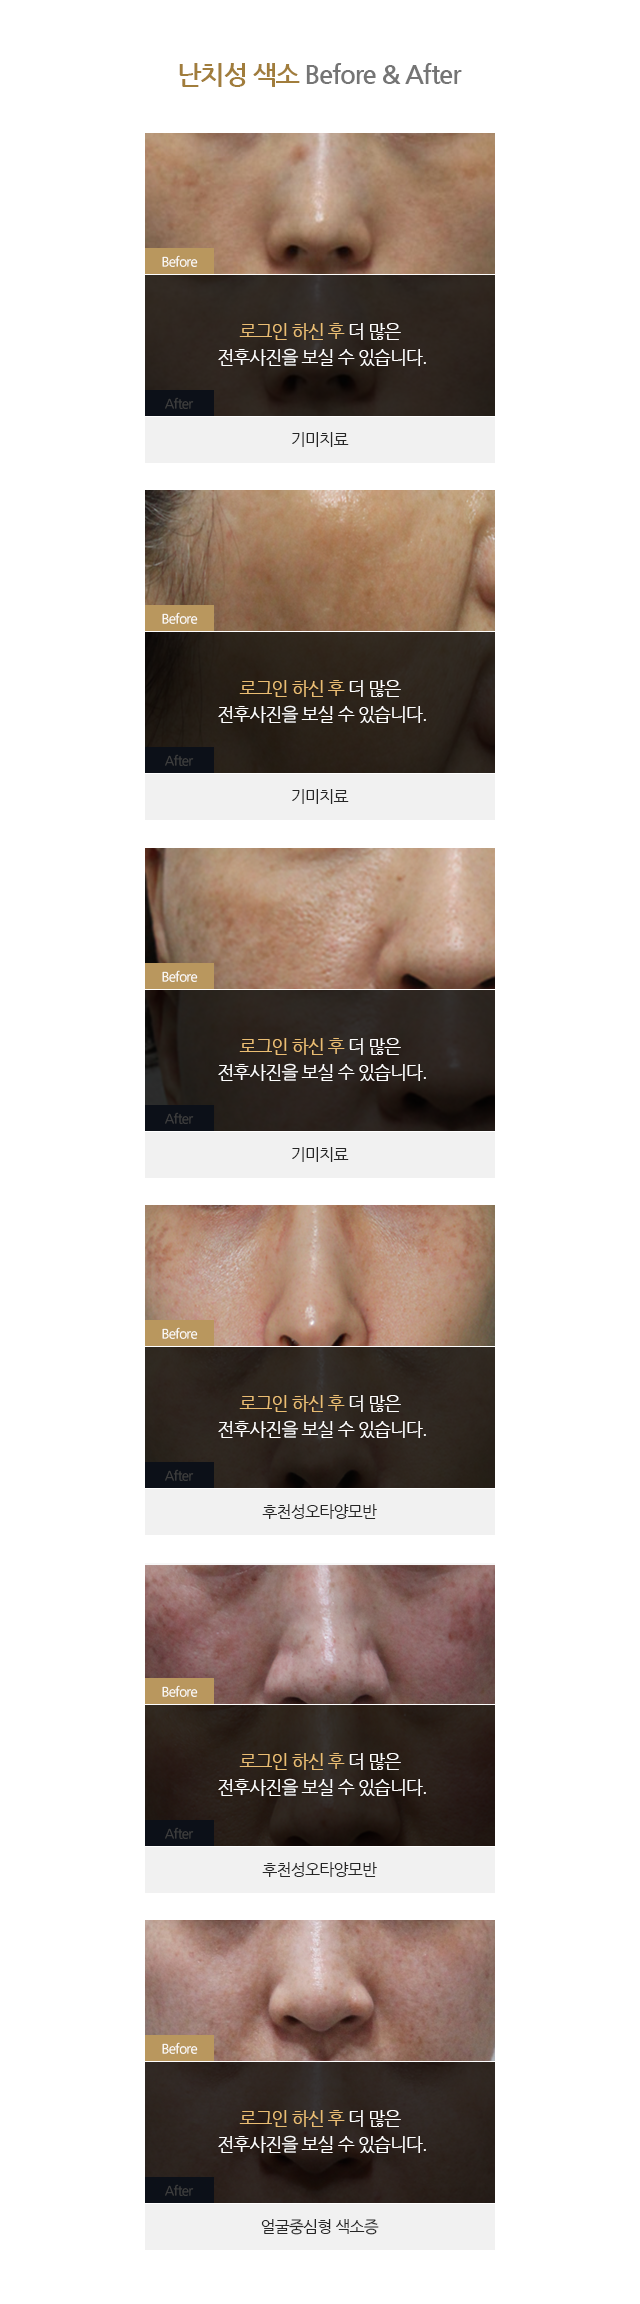 난치성 색소 Before & After
Before
로그인 하신 후 더 많은
전후사진을 보실 수 있습니다.
After
기미치료
Before
로그인 하신 후 더 많은
전후사진을 보실 수 있습니다.
After
기미치료
Before
로그인 하신 후 더 많은
전후사진을 보실 수 있습니다.
After
기미치료
Before
로그인 하신 후 더 많은
전후사진을 보실 수 있습니다.
After
후천성오타양모반
Before
로그인 하신 후 더 많은
전후사진을 보실 수 있습니다.
After
후천성오타양모반
Before
로그인 하신 후 더 많은
전후사진을 보실 수 있습니다.
After
얼굴중심형 색소증